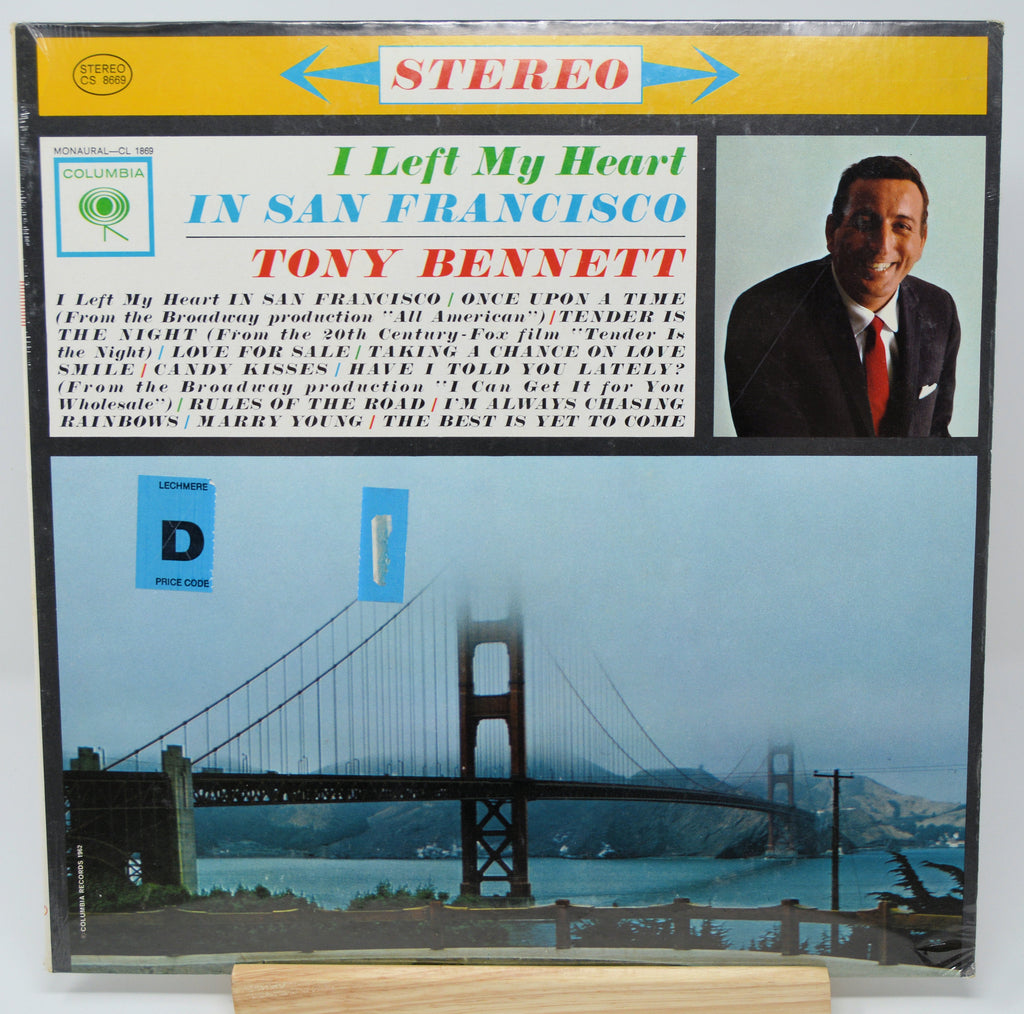 STEREO
CS 8669
STEREO
MONAURAL—CL 1869
COLUMBIA
I Left My Heart
IN SAN FRANCISCO
TONY BENNETT
I Left My Heart IN SAN FRANCISCO / ONCE UPON A TIME
(From the Broadway production "All American") / TENDER IS
THE NIGHT (From the 20th Century-Fox film "Tender Is
the Night) / LOVE FOR SALE / TAKING A CHANCE ON LOVE
SMILE / CANDY KISSES / HAVE I TOLD YOU LATELY?
(From the Broadway production "I Can Get It for You
Wholesale") / RULES OF THE ROAD / I'M ALWAYS CHASING
RAINBOWS / MARRY YOUNG / THE BEST IS YET TO COME
LECHMERE
D
PRICE CODE
© COLUMBIA RECORDS 1962